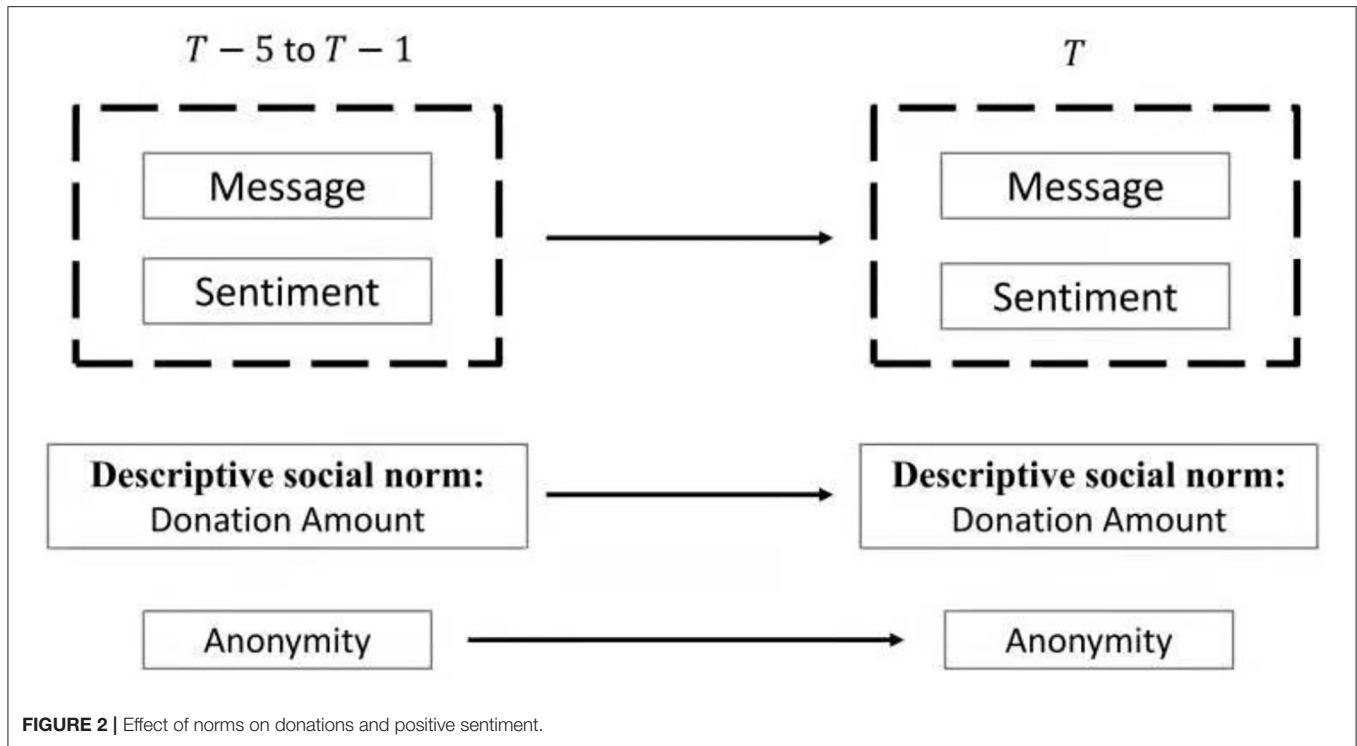 T − 5 to T − 1
T
Message
Message
Sentiment
Sentiment
Descriptive social norm:
Donation Amount
Descriptive social norm:
Donation Amount
Anonymity
Anonymity
FIGURE 2 | Effect of norms on donations and positive sentiment.